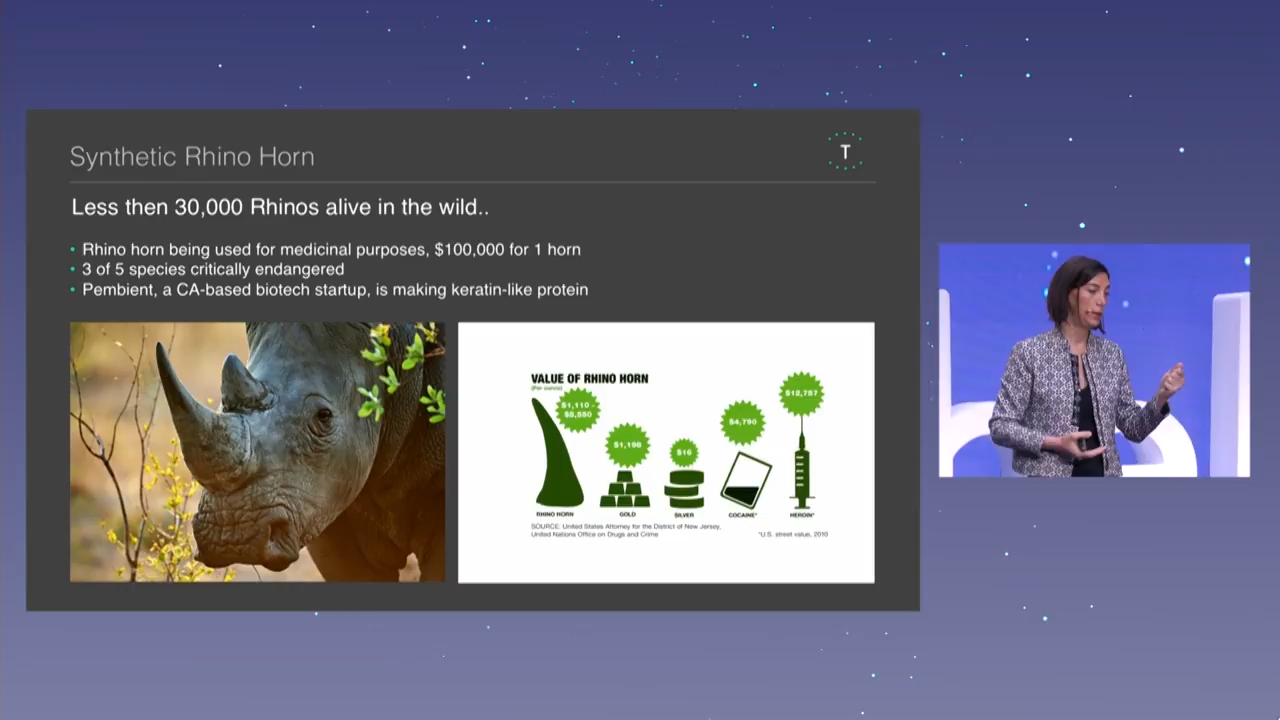 Synthetic Rhino Horn
T
Less then 30,000 Rhinos alive in the wild..
• Rhino horn being used for medicinal purposes, $100,000 for 1 horn
• 3 of 5 species critically endangered
• Pembient, a CA-based biotech startup, is making keratin-like protein
VALUE OF RHINO HORN
(Per ounce)
$1,110 -
$8,550
$1,198
$16
$4,790
$12,757
RHINO HORN
GOLD
SILVER
COCAINE*
HEROIN*
SOURCE: United States Attorney for the District of New Jersey,
United Nations Office on Drugs and Crime
*U.S. street value, 2010